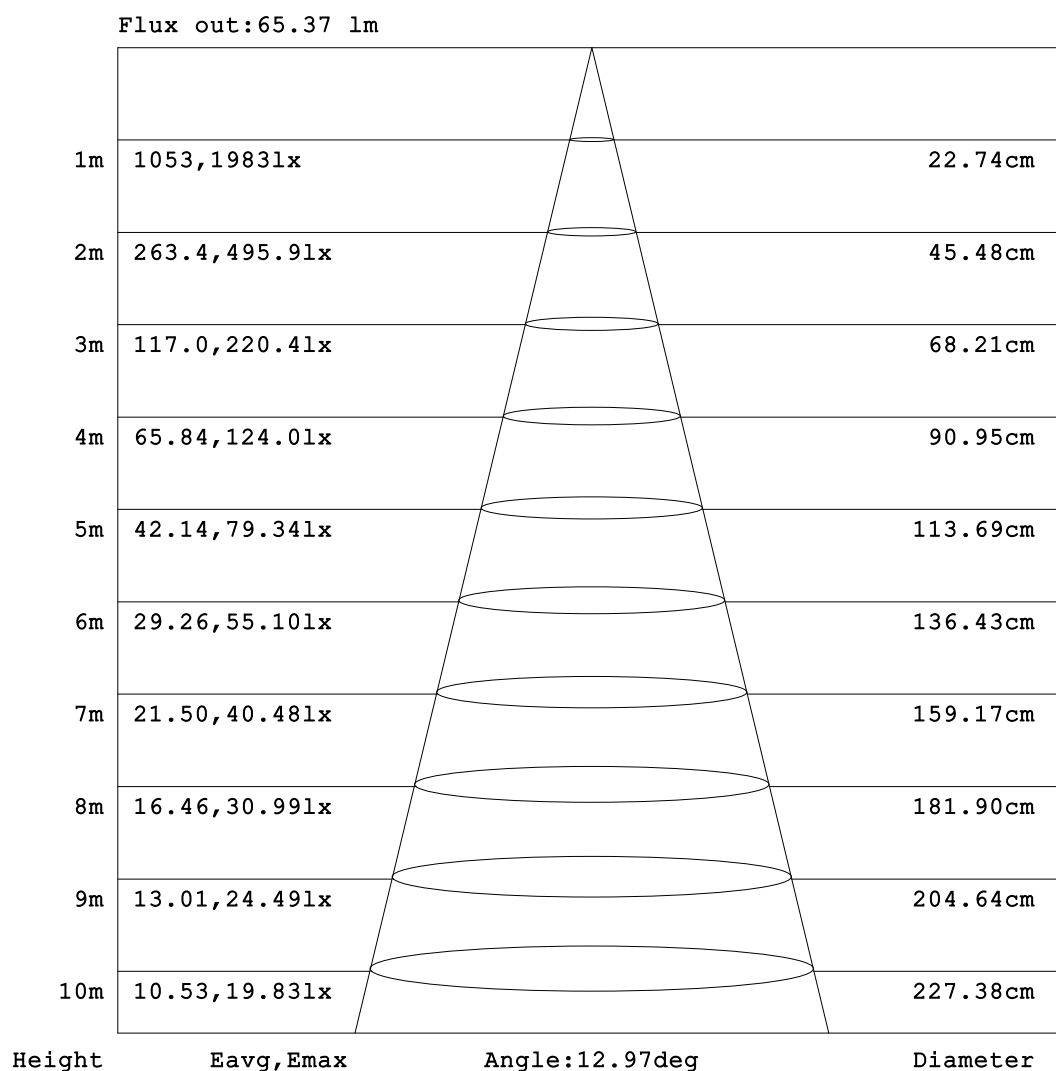 Flux out:65.37 lm
1m 1053,1983lx 22.74cm
2m 263.4,495.9lx 45.48cm
3m 117.0,220.4lx 68.21cm
4m 65.84,124.0lx 90.95cm
5m 42.14,79.34lx 113.69cm
6m 29.26,55.10lx 136.43cm
7m 21.50,40.48lx 159.17cm
8m 16.46,30.99lx 181.90cm
9m 13.01,24.49lx 204.64cm
10m 10.53,19.83lx 227.38cm
Height Eavg,Emax Angle:12.97deg Diameter